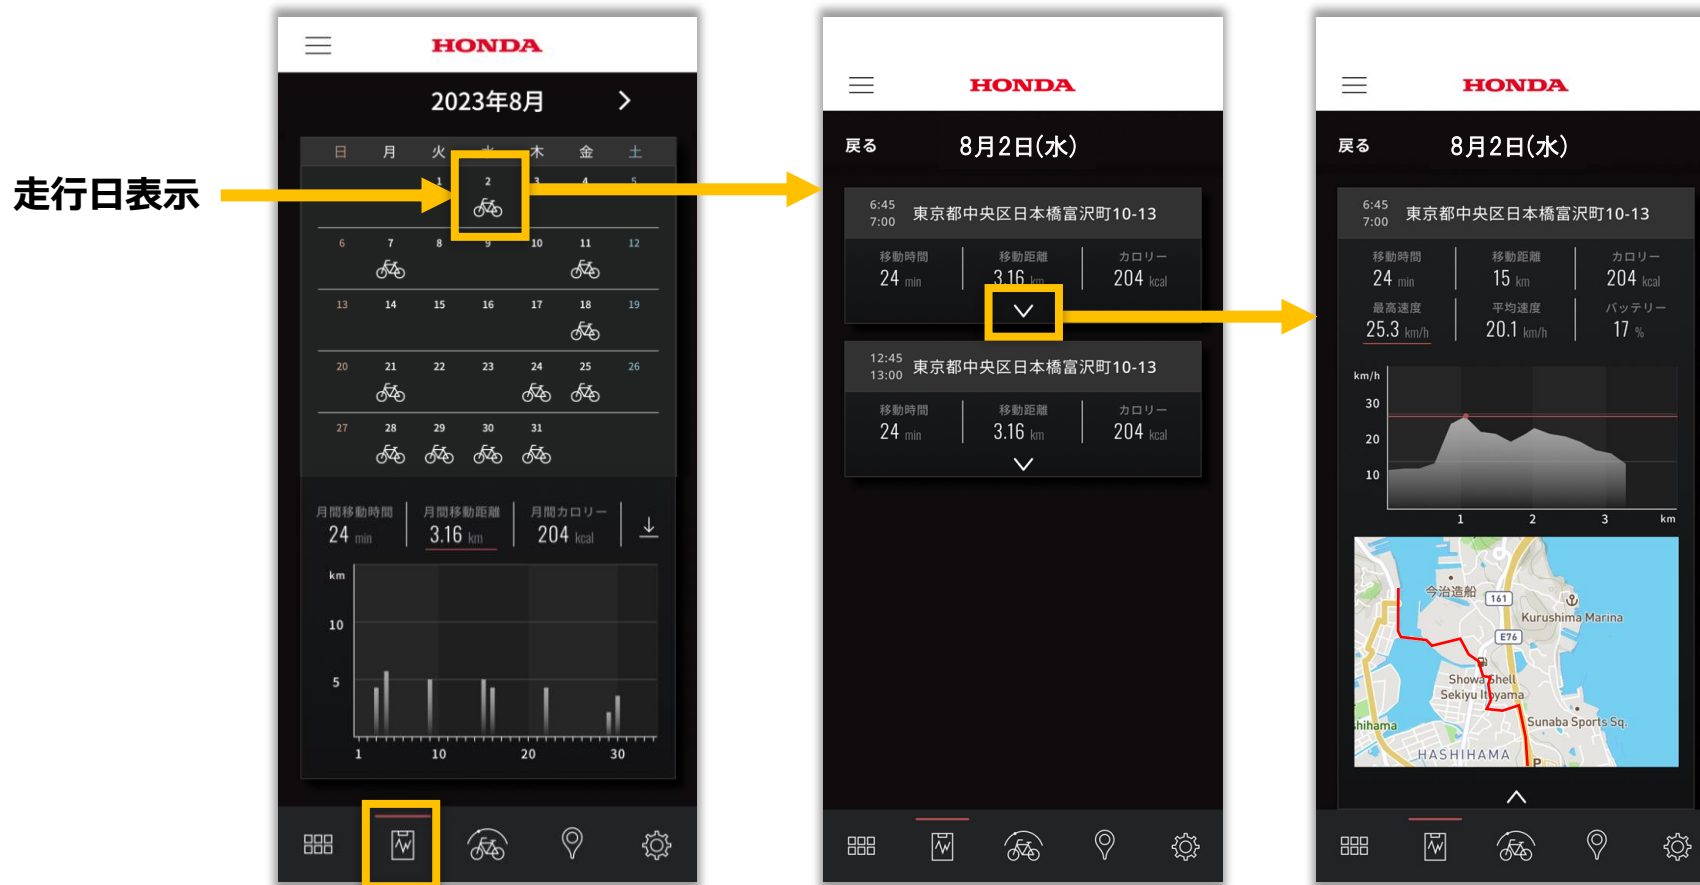 走行日表示
HONDA
2023年8月
日 月 火 水 木 金 土
1 2 3 4 5
6 7 8 9 10 11 12
13 14 15 16 17 18 19
20 21 22 23 24 25 26
27 28 29 30 31
月間移動時間 月間移動距離 月間カロリー
24 min 3.16 km 204 kcal
km
10
5
1 10 20 30
HONDA
戻る 8月2日(水)
6:45
7:00
東京都中央区日本橋富沢町10-13
移動時間 移動距離 カロリー
24 min 3.16 km 204 kcal
12:45
13:00
東京都中央区日本橋富沢町10-13
移動時間 移動距離 カロリー
24 min 3.16 km 204 kcal
HONDA
戻る 8月2日(水)
6:45
7:00
東京都中央区日本橋富沢町10-13
移動時間 移動距離 カロリー
24 min 15 km 204 kcal
最高速度 平均速度 バッテリー
25.3 km/h 20.1 km/h 17 %
km/h
30
20
10
1 2 3 km
今治造船
161
Kurushima Marina
E76
Showa Shell
Sekiyu Itoyama
Sunaba Sports Sq.
shihama
HASHIHAMA
P